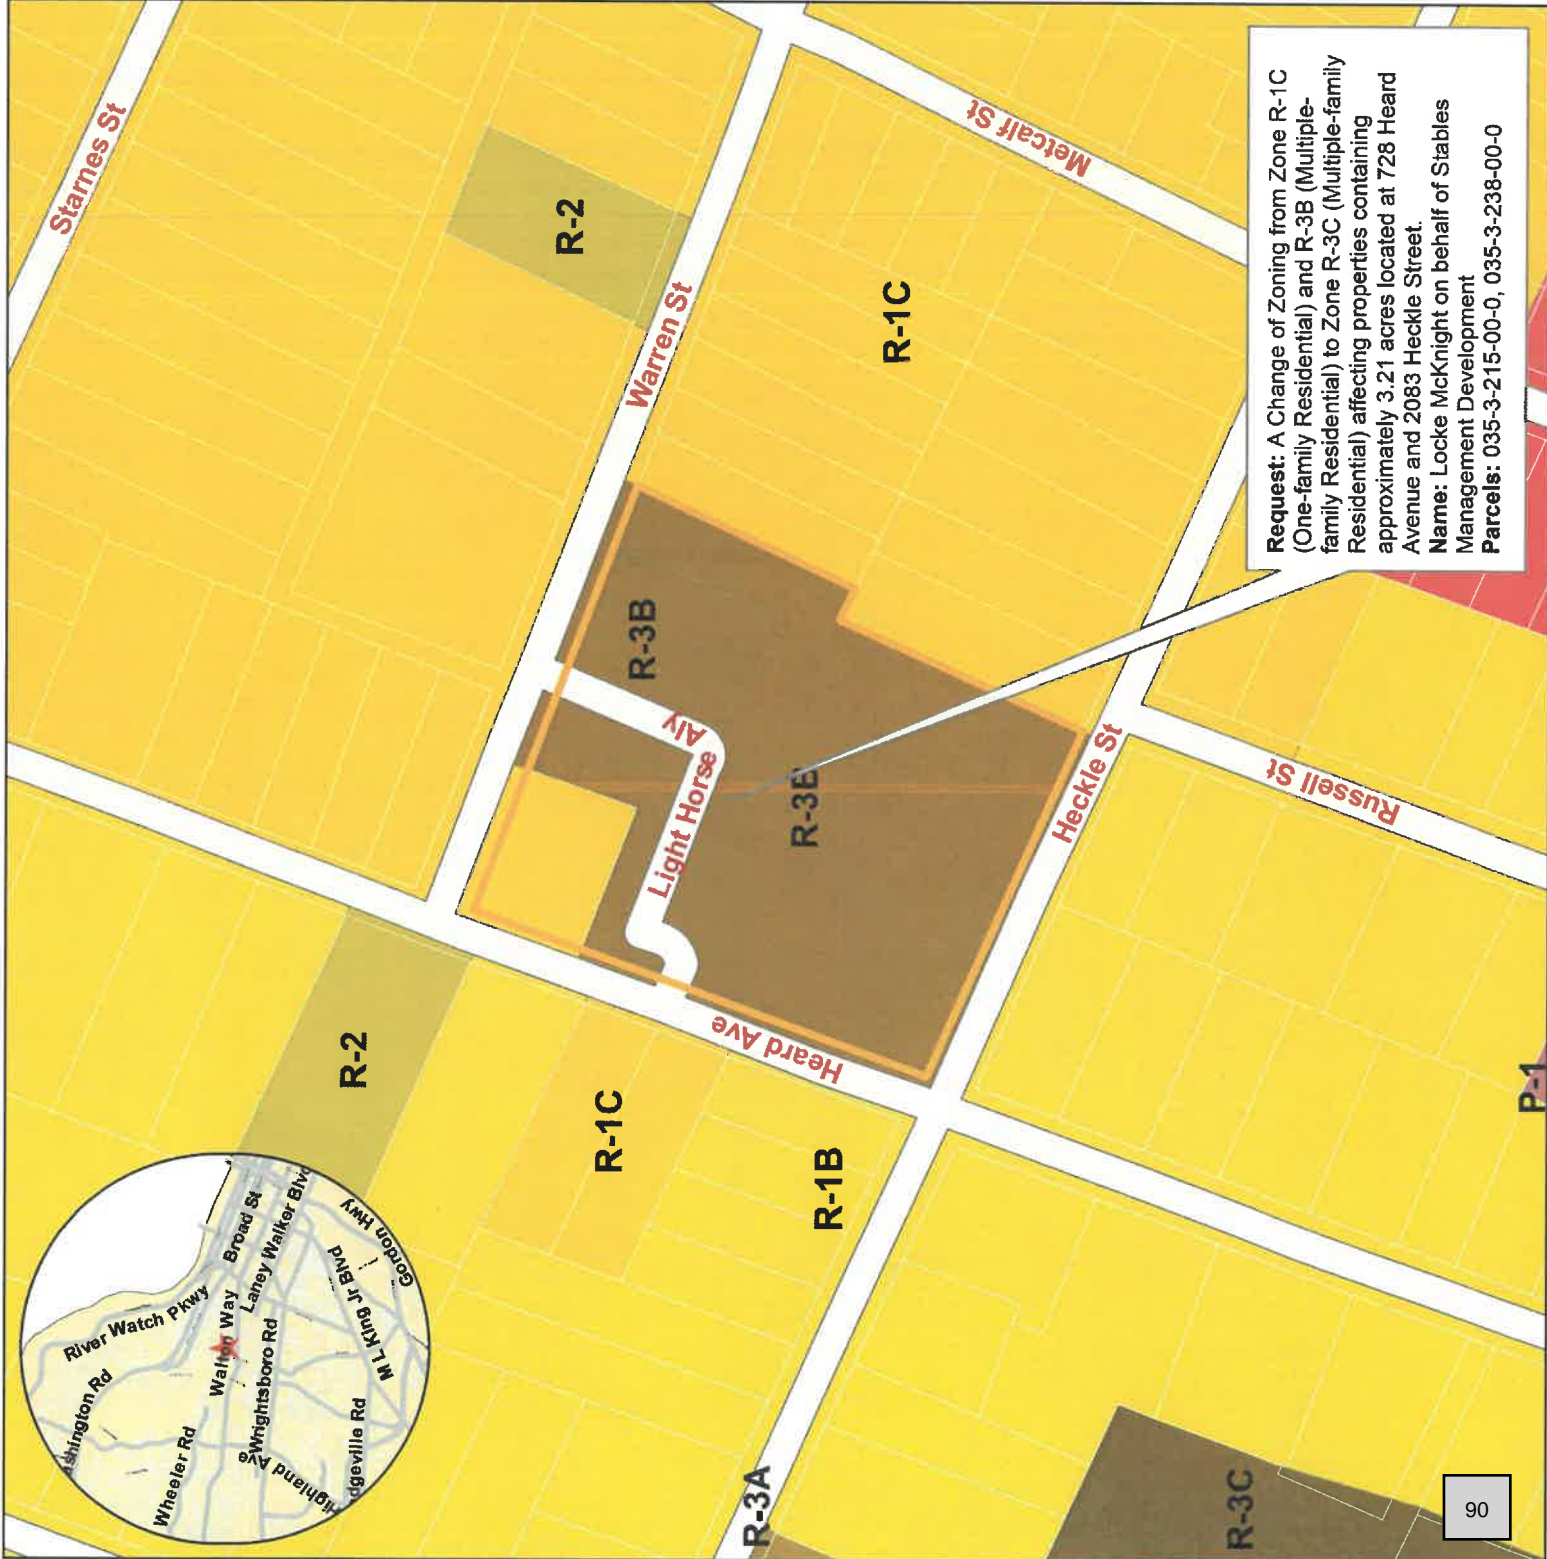 Starnes St
R-2
Warren St
Metcalf St
R-1C
R-3B
Light Horse Aly
R-3B
Heckle St
Russell St
Heard Ave
R-2
R-1C
R-1B
R-3A
R-3C
P-1
River Watch Pkwy
Broad St
Laney Walker Blvd
Walton Way
Gordon Hwy
M L King Jr Blvd
Wrightsboro Rd
Highland Ave
Wheeler Rd
ashington Rd
dgeville Rd
Request: A Change of Zoning from Zone R-1C
(One-family Residential) and R-3B (Multiple-
family Residential) to Zone R-3C (Multiple-family
Residential) affecting properties containing
approximately 3.21 acres located at 728 Heard
Avenue and 2083 Heckle Street.
Name: Locke McKnight on behalf of Stables
Management Development
Parcels: 035-3-215-00-0, 035-3-238-00-0
90